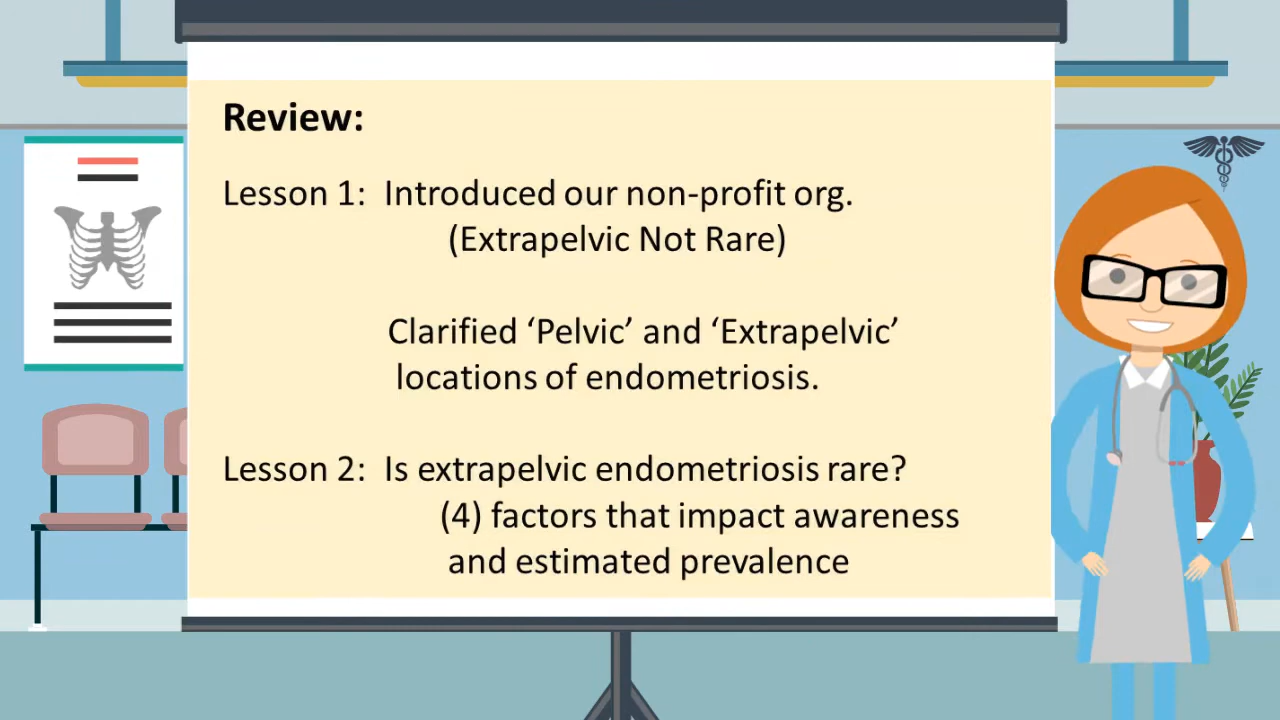 Review:
Lesson 1: Introduced our non-profit org.
(Extrapelvic Not Rare)
Clarified ‘Pelvic’ and ‘Extrapelvic’
locations of endometriosis.
Lesson 2: Is extrapelvic endometriosis rare?
(4) factors that impact awareness
and estimated prevalence